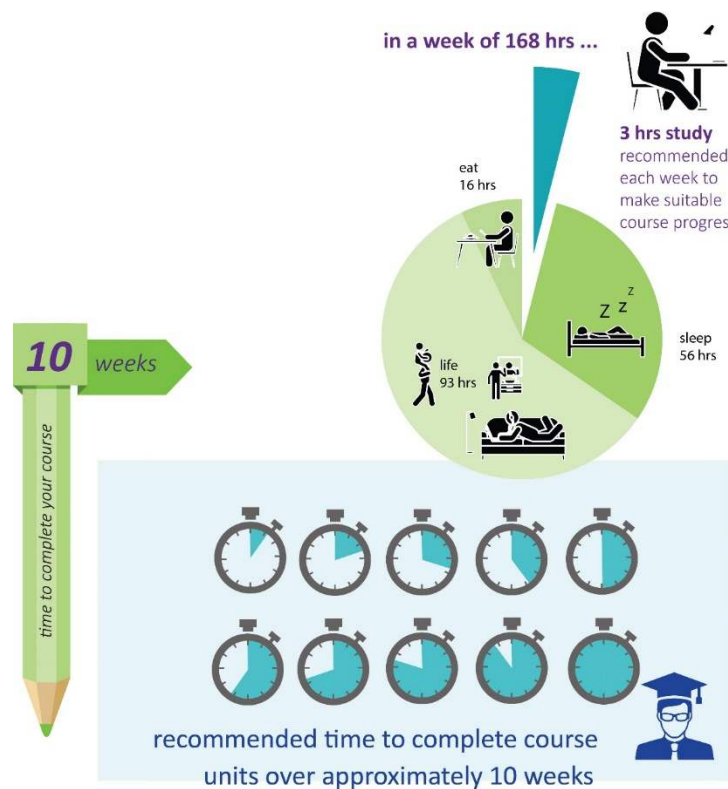 in a week of 168 hrs ...
3 hrs study
recommended
each week to
make suitable
course progres
eat
16 hrs
z
Z
Z
sleep
56 hrs
life
93 hrs
10 weeks
time to complete your course
recommended time to complete course
units over approximately 10 weeks